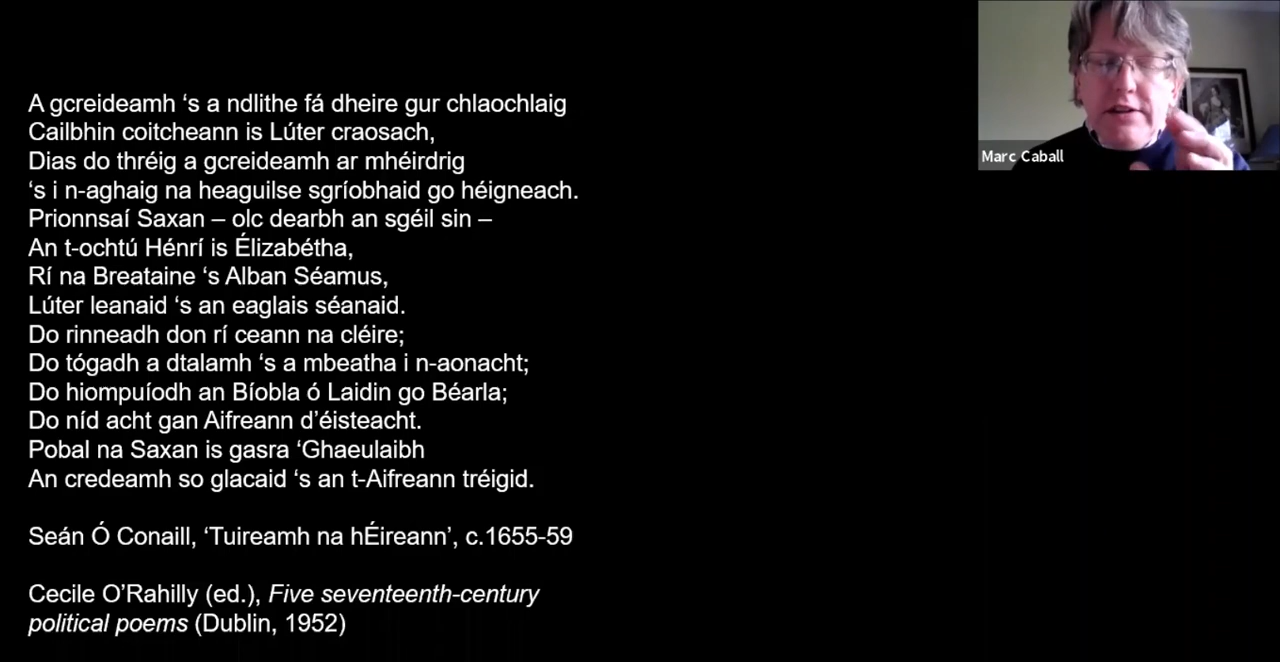 A gcreideamh ‘s a ndlithe fá dheire gur chlaochlaig
Cailbhin coitcheann is Lúter craosach,
Dias do thréig a gcreideamh ar mhéirdrig
‘s i n-aghaig na heaguilse sgríobhaid go héigneach.
Prionnsaí Saxan – olc dearbh an sgéil sin –
An t-ochtú Hénrí is Élizabétha,
Rí na Breataine ‘s Alban Séamus,
Lúter leanaid ‘s an eaglais séanaid.
Do rinneadh don rí ceann na cléire;
Do tógadh a dtalamh ‘s a mbeatha i n-aonacht;
Do hiompuíodh an Bíobla ó Laidin go Béarla;
Do níd acht gan Aifreann d’éisteacht.
Pobal na Saxan is gasra ‘Ghaeulaibh
An credeamh so glacaid ‘s an t-Aifreann tréigid.
Seán Ó Conaill, ‘Tuireamh na hÉireann’, c.1655-59
Cecile O’Rahilly (ed.), Five seventeenth-century
political poems (Dublin, 1952)
Marc Caball